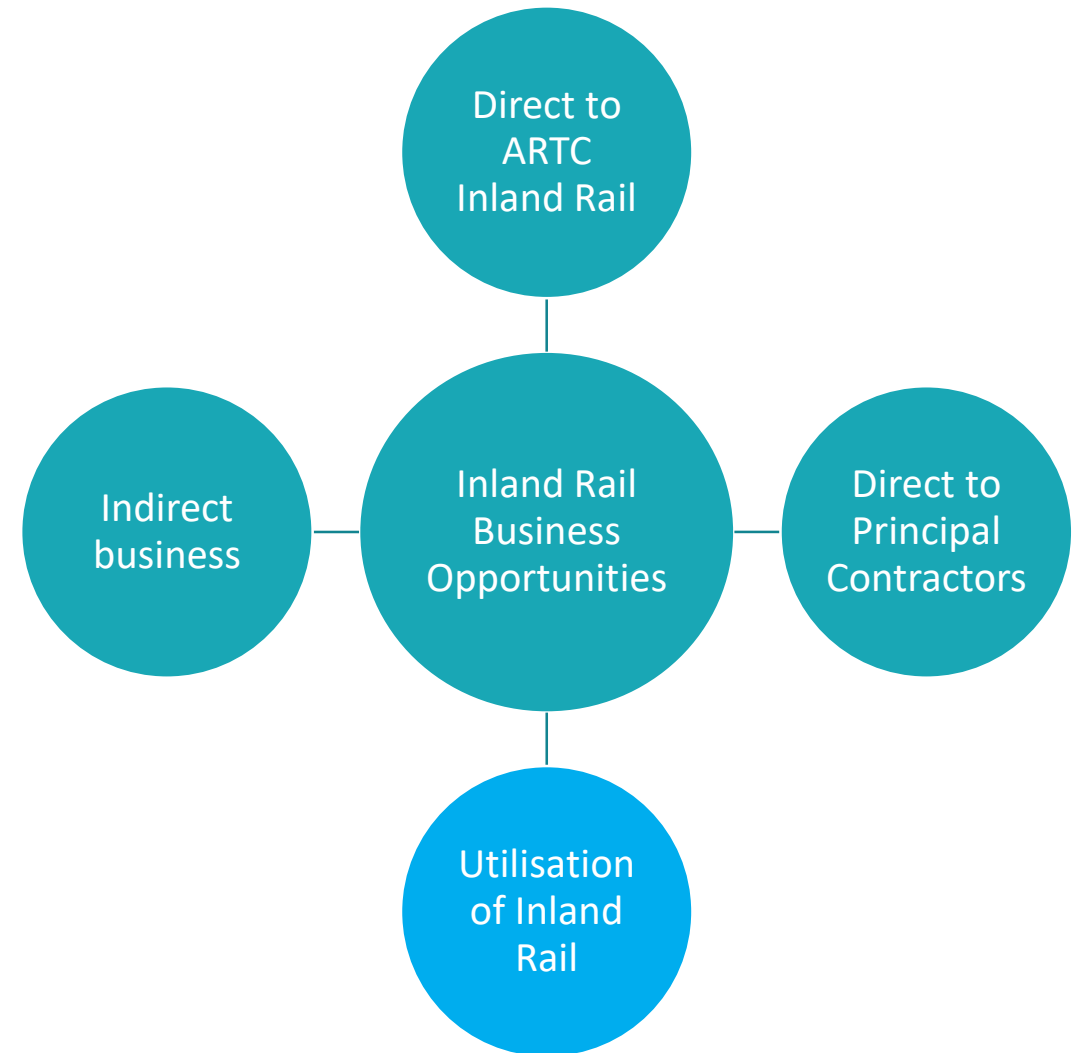 Direct to
ARTC
Inland Rail
Indirect
business
Inland Rail
Business
Opportunities
Direct to
Principal
Contractors
Utilisation
of Inland
Rail